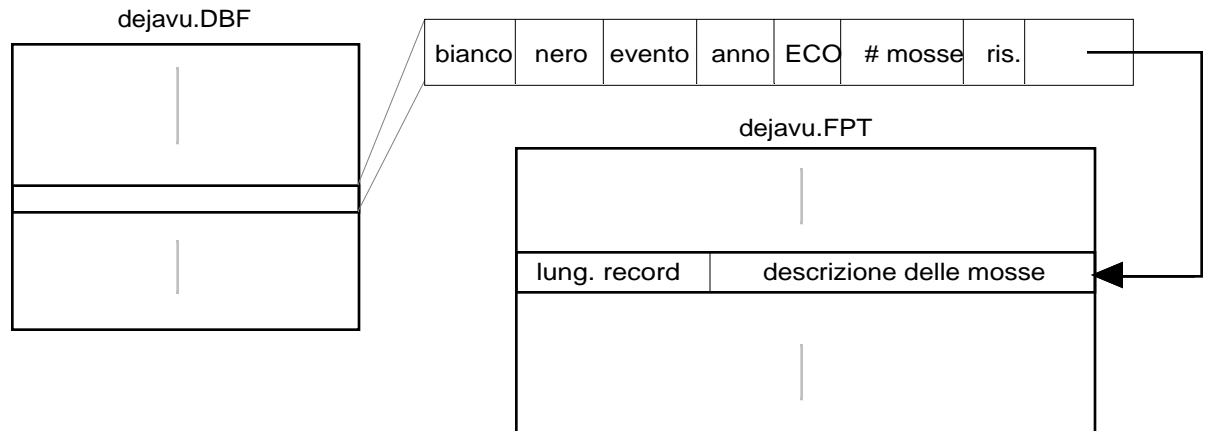 dejavu.DBF
bianco nero evento anno ECO # mosse ris.
dejavu.FPT
lung. record descrizione delle mosse